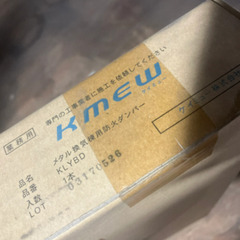 業務用
専門の工事業者に施工を依頼してください
KMEW
品名 メタル換気棟用防火ダンパー
品番 KLYBD
入数 1本
LOT 03170526